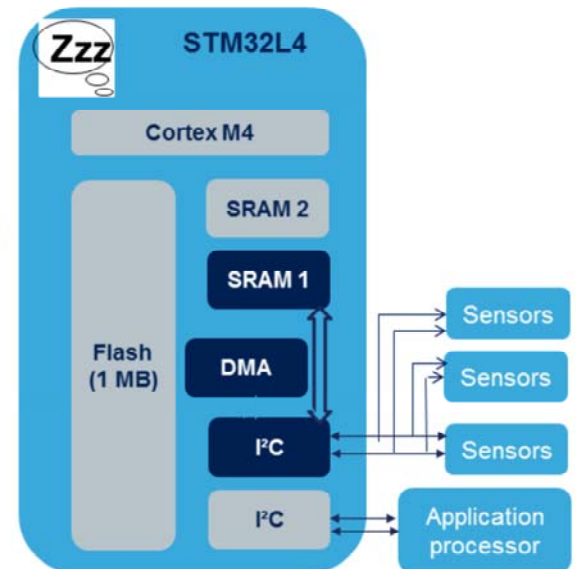 Zzz
STM32L4
Cortex M4
SRAM 2
SRAM 1
Flash
(1 MB)
DMA
I²C
I²C
Sensors
Sensors
Sensors
Application
processor